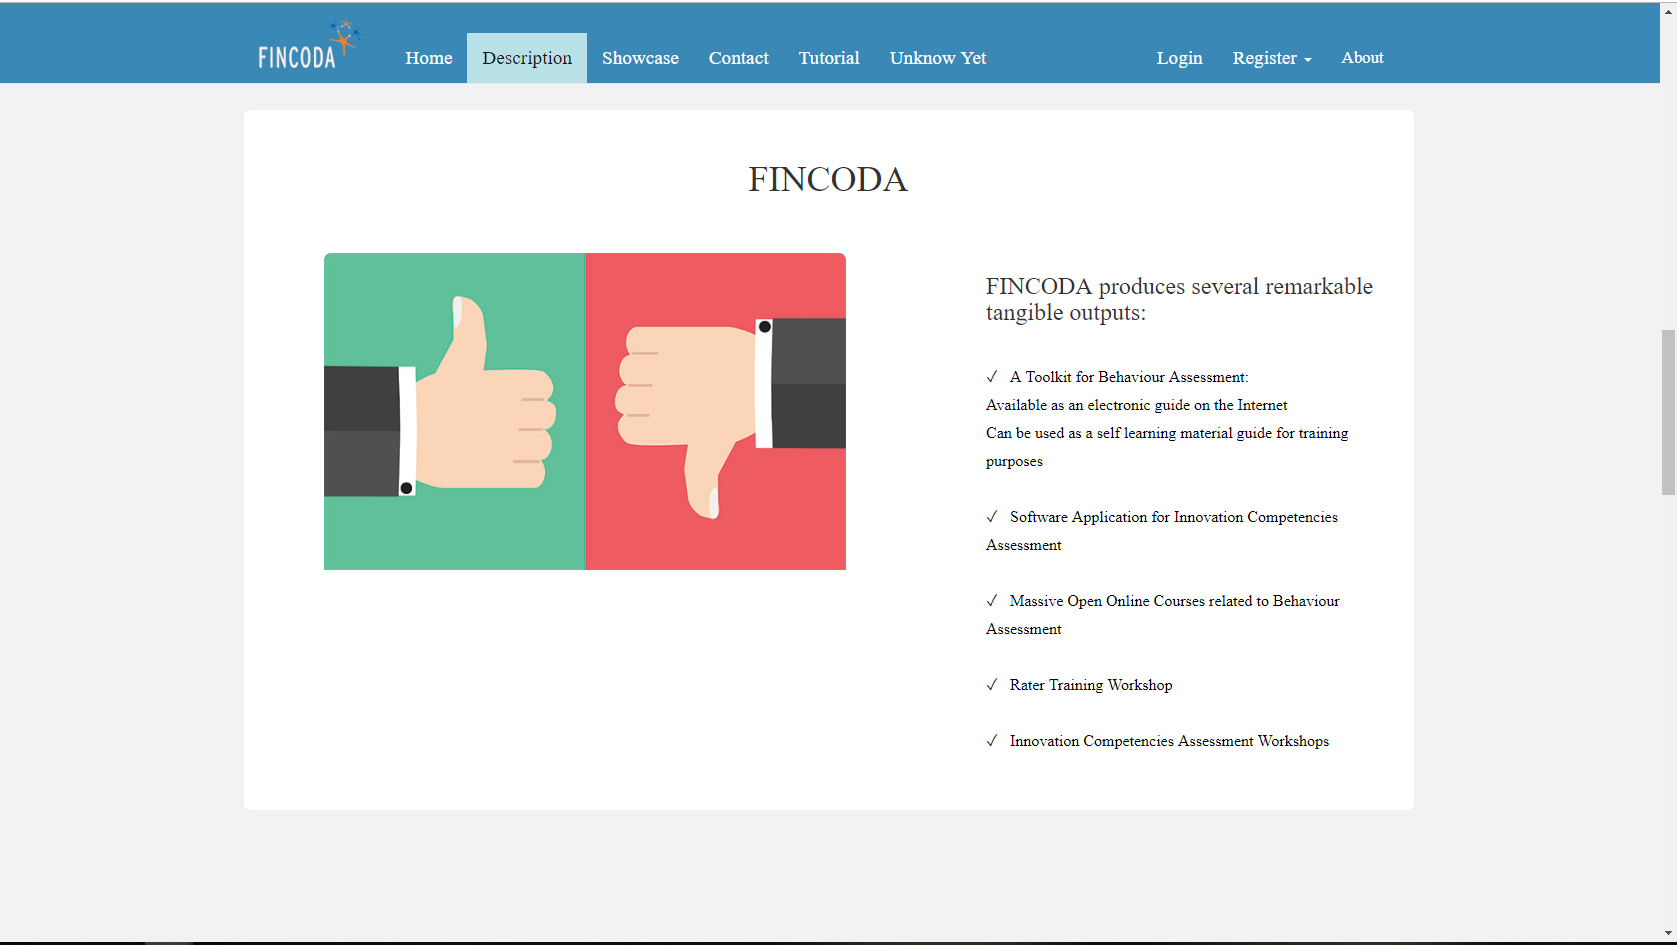 FINCODA
Home
Description
Showcase
Contact
Tutorial
Unknow Yet
Login
Register
About
FINCODA
FINCODA produces several remarkable
tangible outputs:
✓ A Toolkit for Behaviour Assessment:
Available as an electronic guide on the Internet
Can be used as a self learning material guide for training
purposes
✓ Software Application for Innovation Competencies
Assessment
✓ Massive Open Online Courses related to Behaviour
Assessment
✓ Rater Training Workshop
✓ Innovation Competencies Assessment Workshops